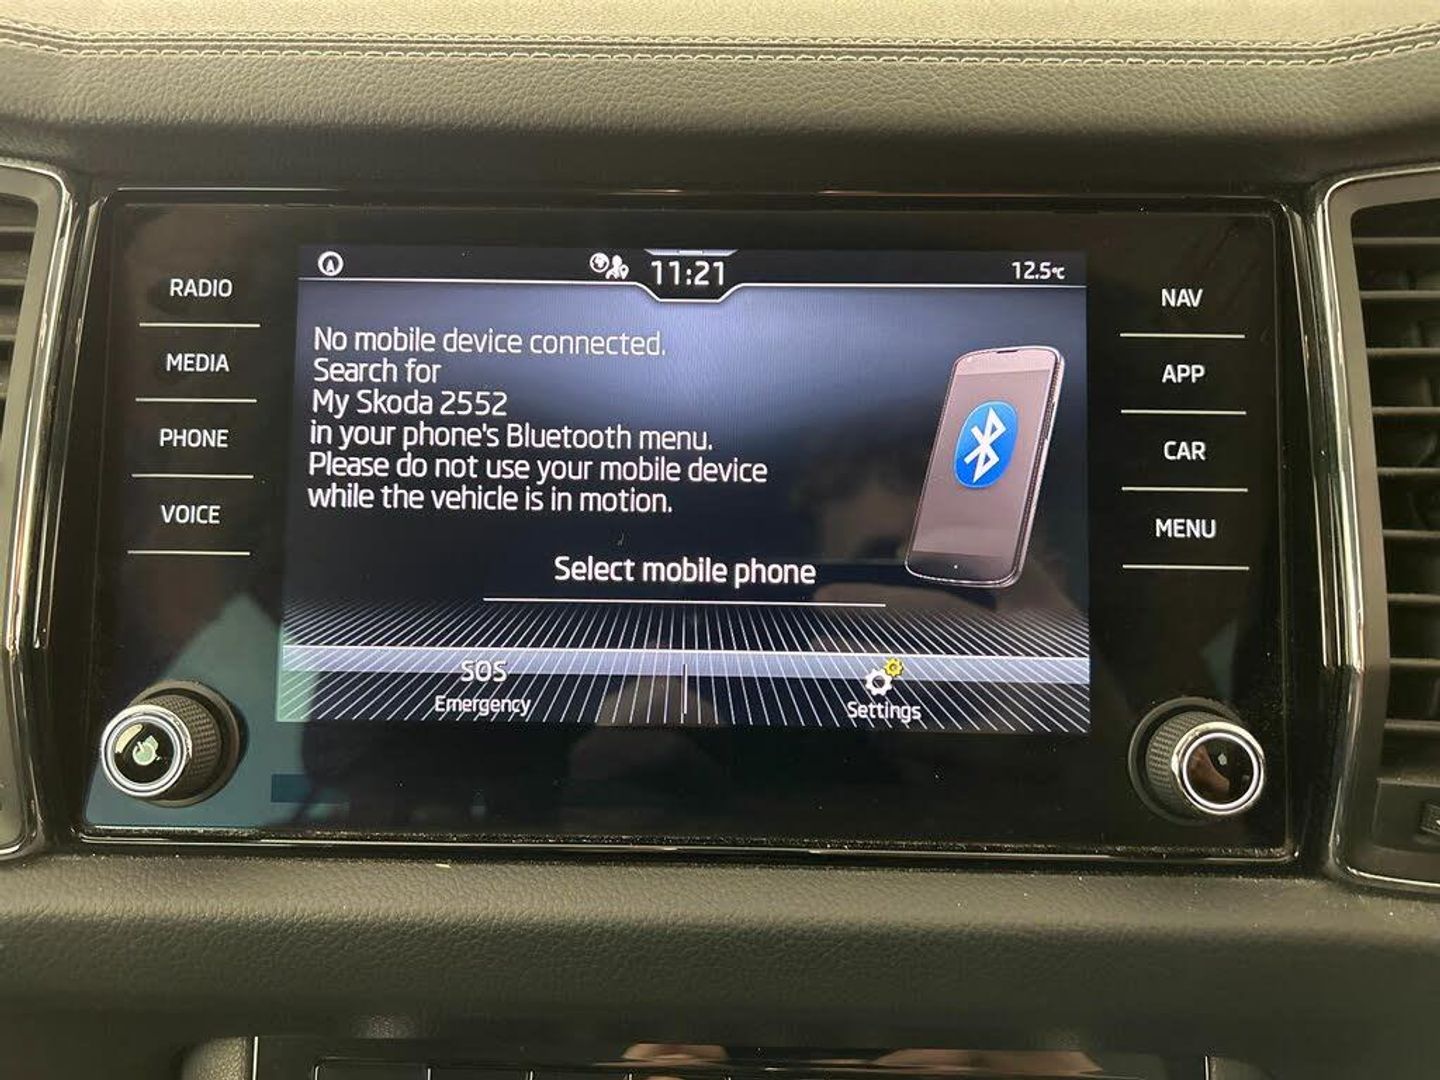 11:21
12.5°C
RADIO
MEDIA
PHONE
VOICE
No mobile device connected.
Search for
My Skoda 2552
in your phone's Bluetooth menu.
Please do not use your mobile device
while the vehicle is in motion.
Select mobile phone
SOS
Emergency
Settings
NAV
APP
CAR
MENU